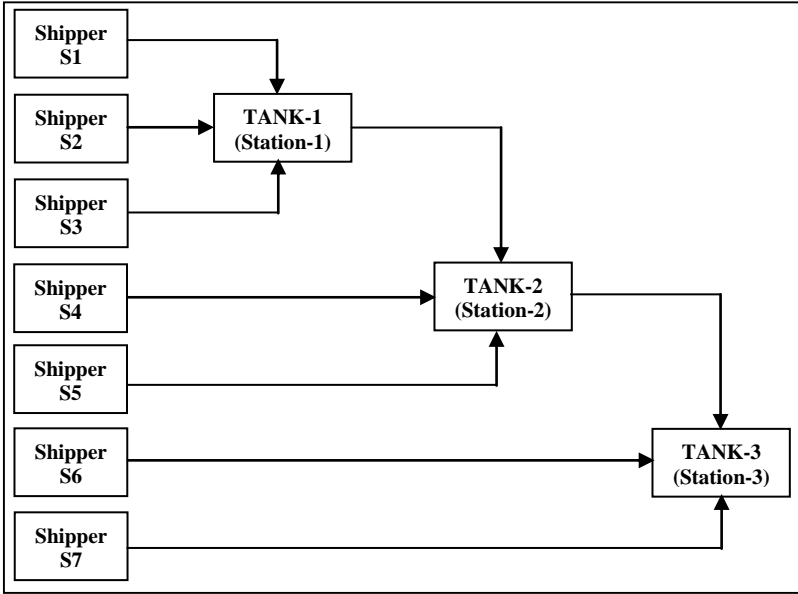 Shipper
S1
Shipper
S2
TANK-1
(Station-1)
Shipper
S3
Shipper
S4
TANK-2
(Station-2)
Shipper
S5
Shipper
S6
TANK-3
(Station-3)
Shipper
S7